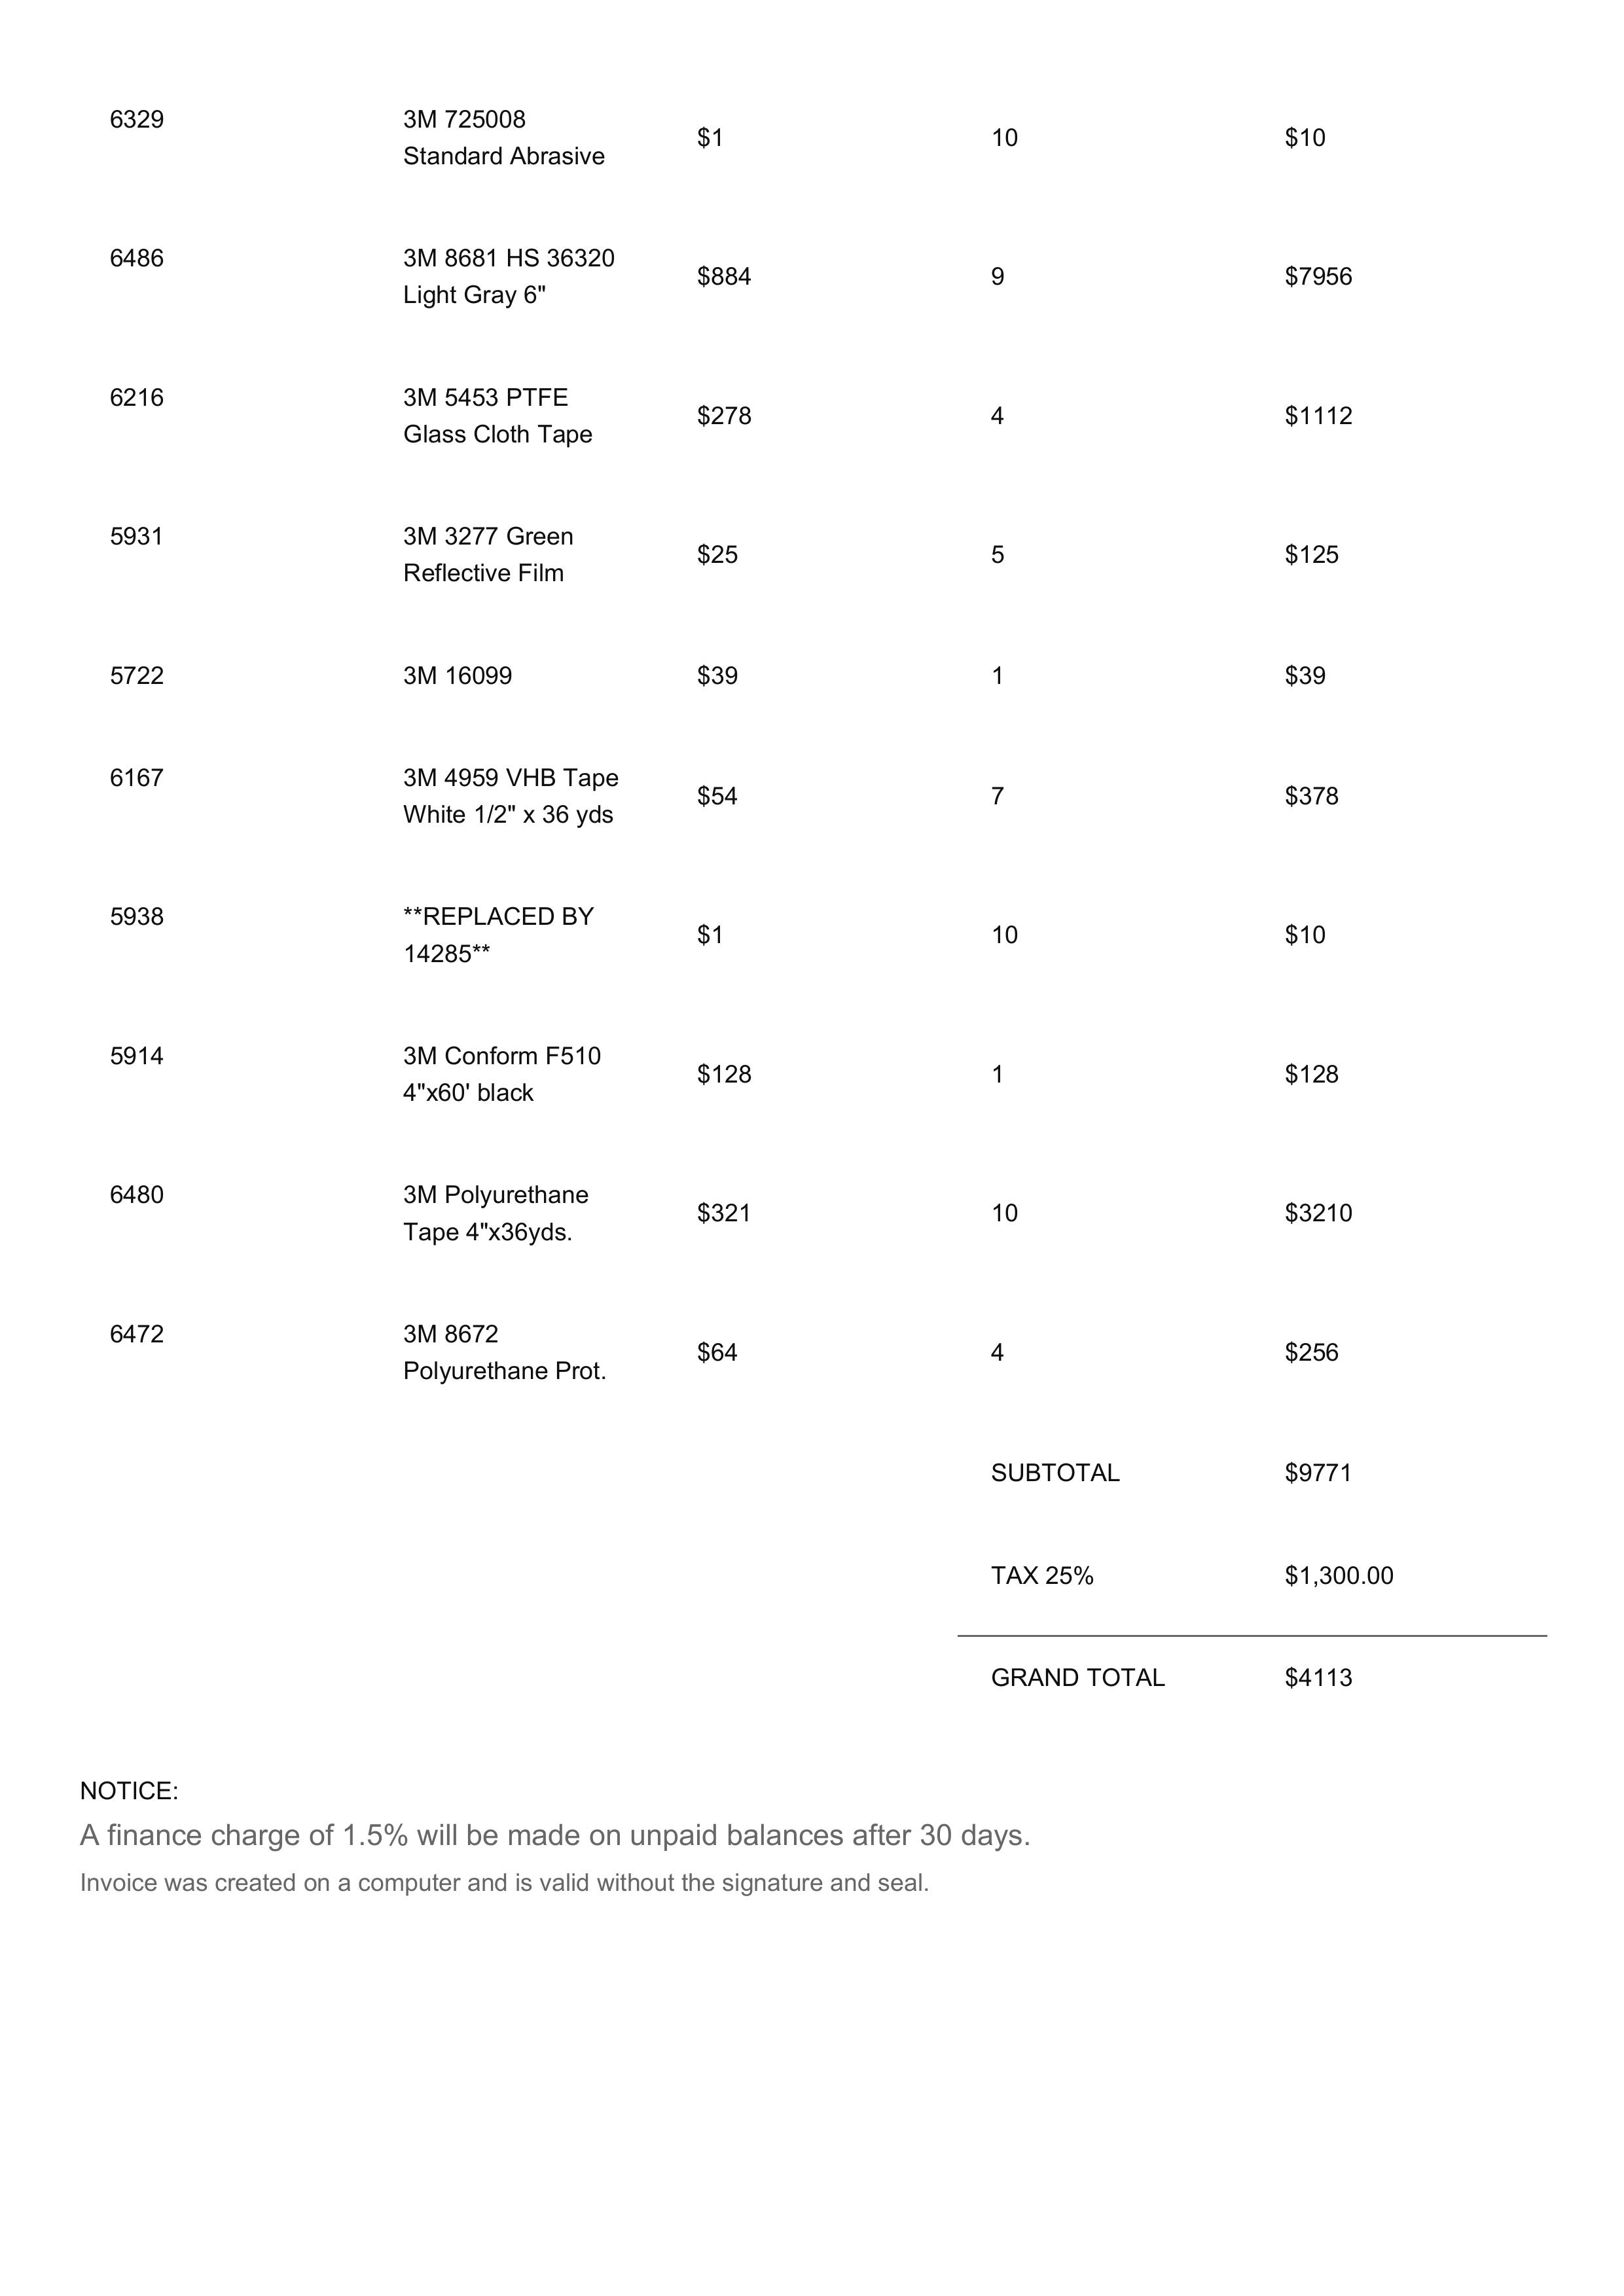 6329 3M 725008 $1 10 $10
Standard Abrasive
6486 3M 8681 HS 36320 $884 9 $7956
Light Gray 6"
6216 3M 5453 PTFE $278 4 $1112
Glass Cloth Tape
5931 3M 3277 Green $25 5 $125
Reflective Film
5722 3M 16099 $39 1 $39
6167 3M 4959 VHB Tape $54 7 $378
White 1/2" x 36 yds
5938 **REPLACED BY $1 10 $10
14285**
5914 3M Conform F510 $128 1 $128
4"x60' black
6480 3M Polyurethane $321 10 $3210
Tape 4"x36yds.
6472 3M 8672 $64 4 $256
Polyurethane Prot.
SUBTOTAL $9771
TAX 25% $1,300.00
GRAND TOTAL $4113
NOTICE:
A finance charge of 1.5% will be made on unpaid balances after 30 days.
Invoice was created on a computer and is valid without the signature and seal.